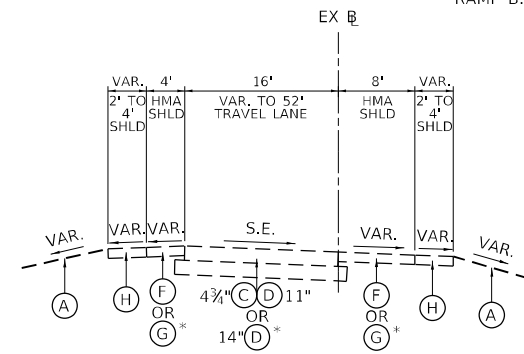 RAMP B.
EX BL
VAR. 4' 16' 8' VAR.
2' TO 4' SHLD
HMA SHLD
VAR. TO 52' TRAVEL LANE
HMA SHLD
2' TO 4' SHLD
VAR. VAR. VAR. S.E. VAR. VAR. VAR.
A H F 4¾" C D 11" F H A
OR OR OR
G * 14" D * G *